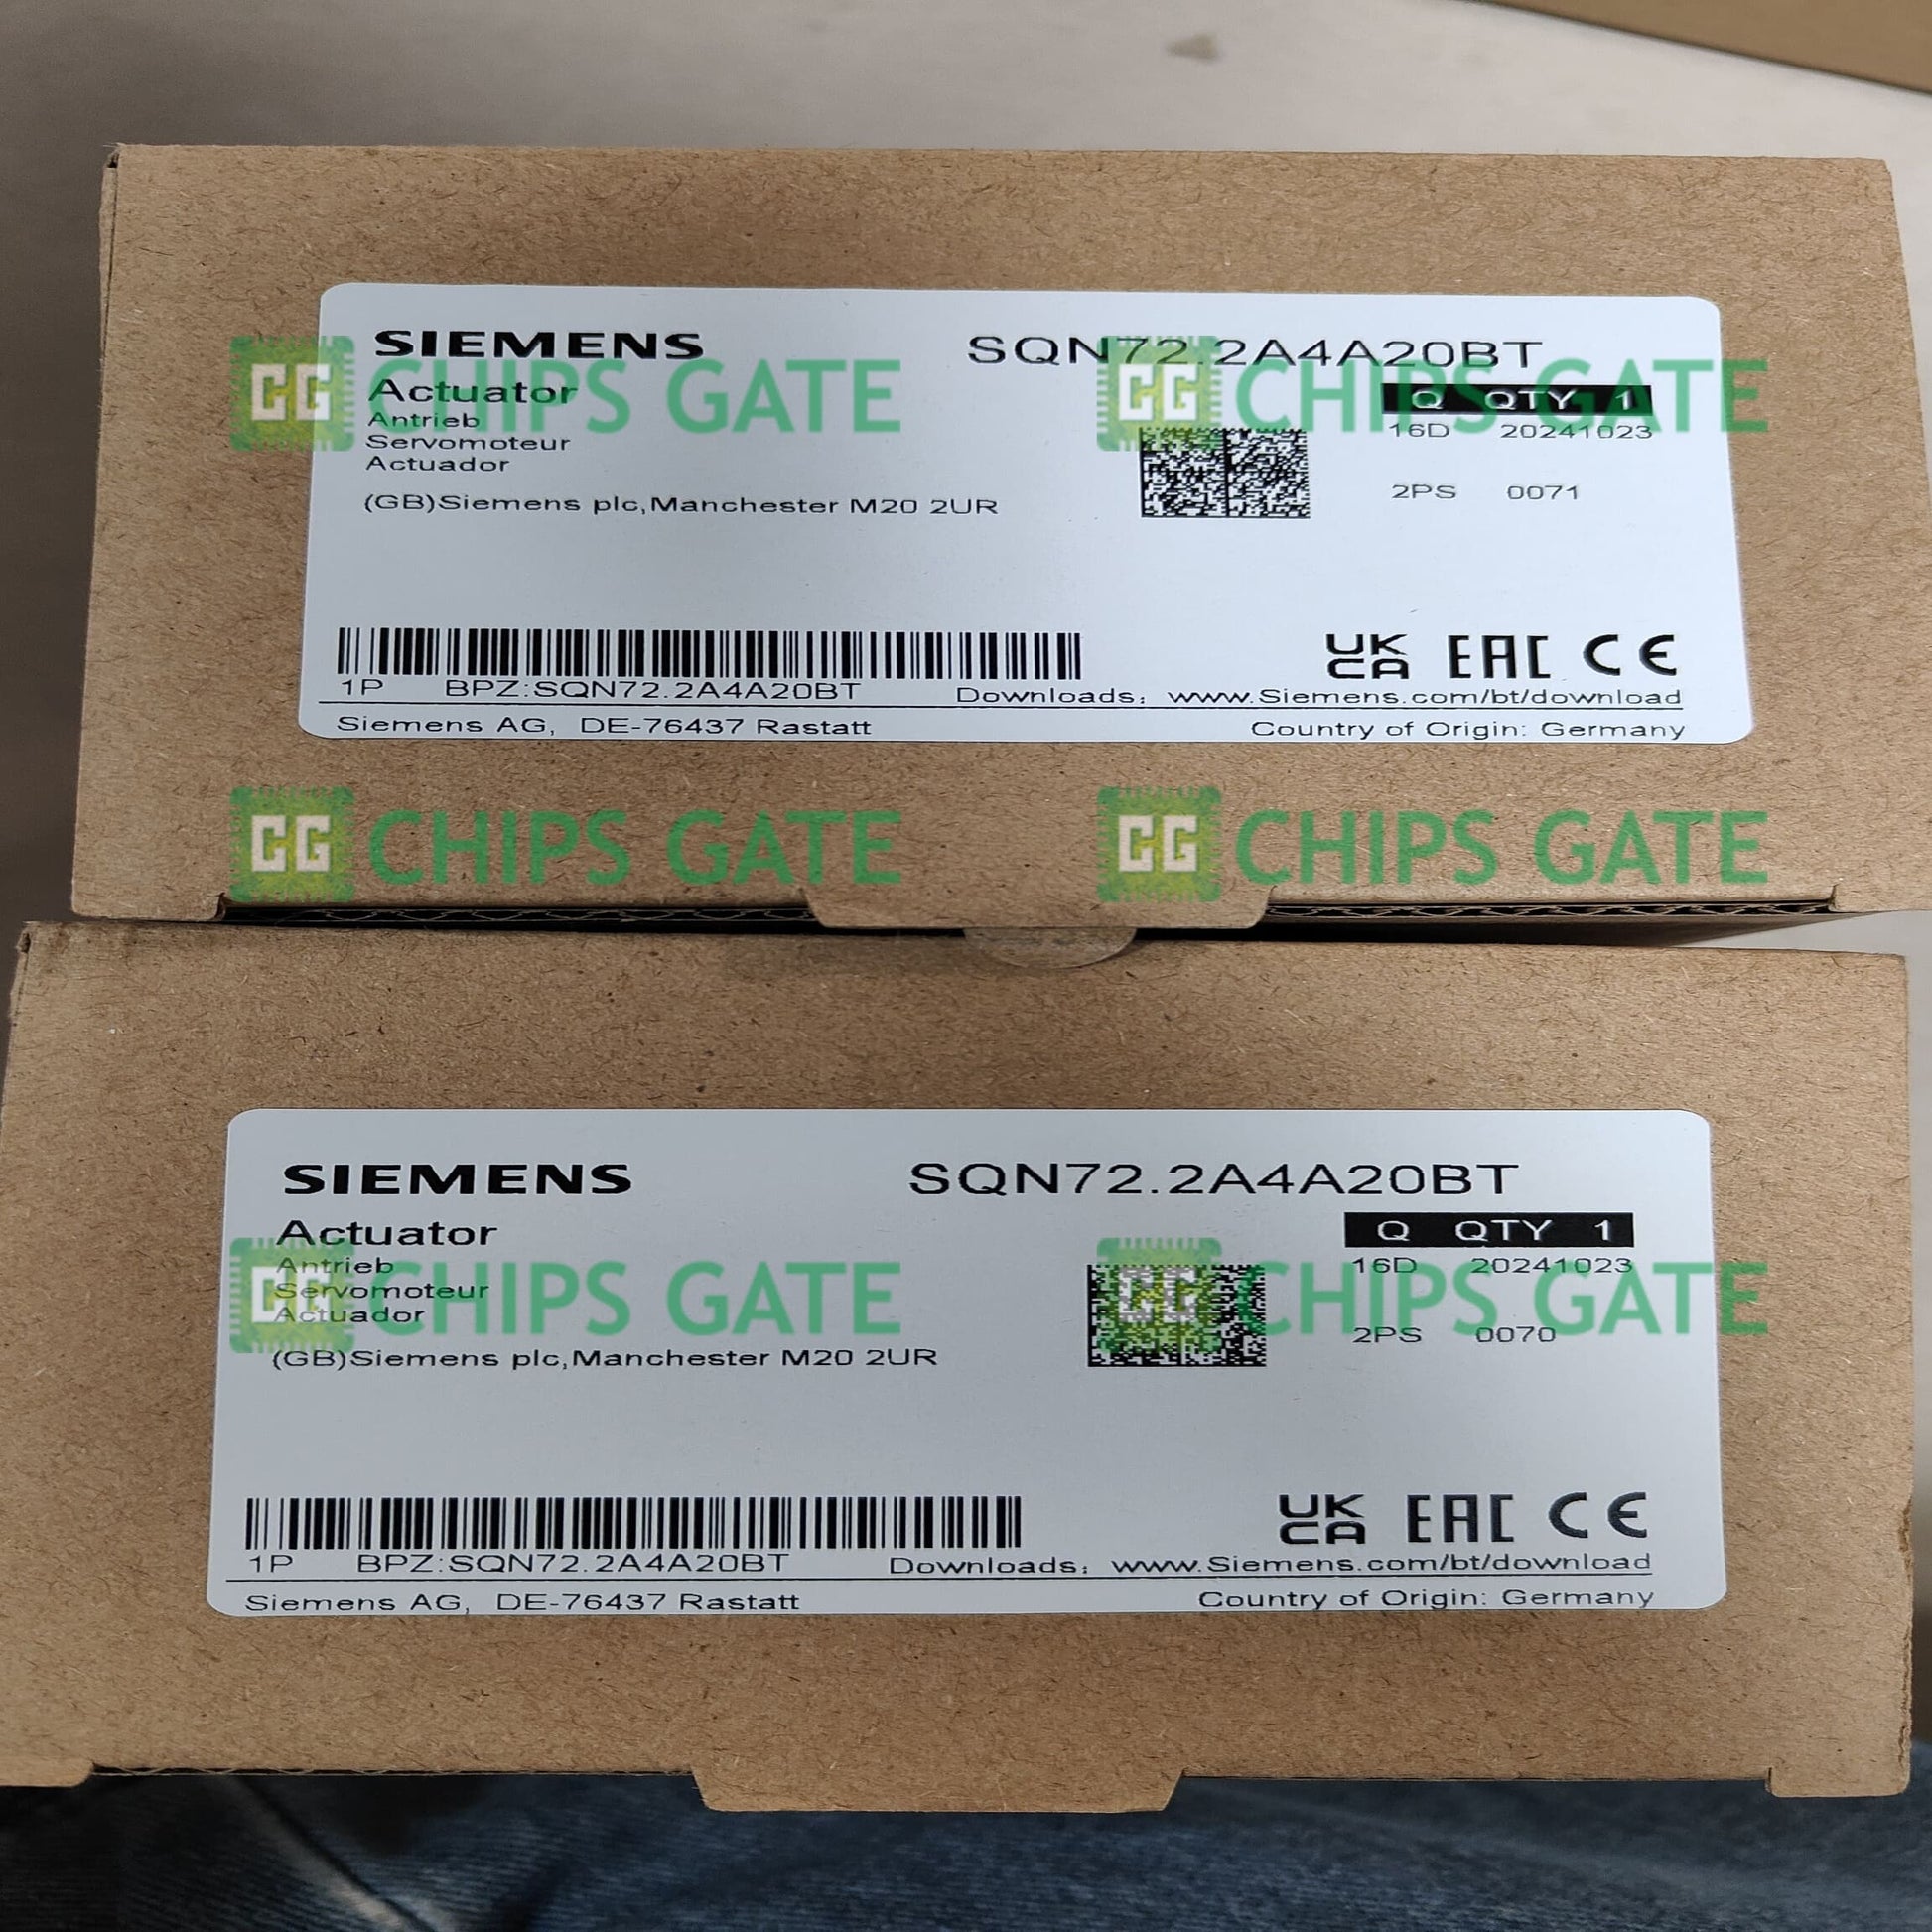 SIEMENS
SQN72.2A4A20BT
Actuator
Q QTY 1
CG CHIPS GATE
CG CHIPS GATE
Antrieb
16D 20241023
Servomoteur
Actuador
2PS 0071
(GB)Siemens plc,Manchester M20 2UR
UK CA EAC CE
1P BPZ:SQN72.2A4A20BT
Downloads: www.Siemens.com/bt/download
Siemens AG, DE-76437 Rastatt
Country of Origin: Germany
CG CHIPS GATE
CG CHIPS GATE
SIEMENS
SQN72.2A4A20BT
Actuator
Q QTY 1
Antrieb
16D 20241023
Servomoteur
CG CHIPS GATE
CG CHIPS GATE
Actuador
2PS 0070
(GB)Siemens plc,Manchester M20 2UR
UK CA EAC CE
1P BPZ:SQN72.2A4A20BT
Downloads: www.Siemens.com/bt/download
Siemens AG, DE-76437 Rastatt
Country of Origin: Germany